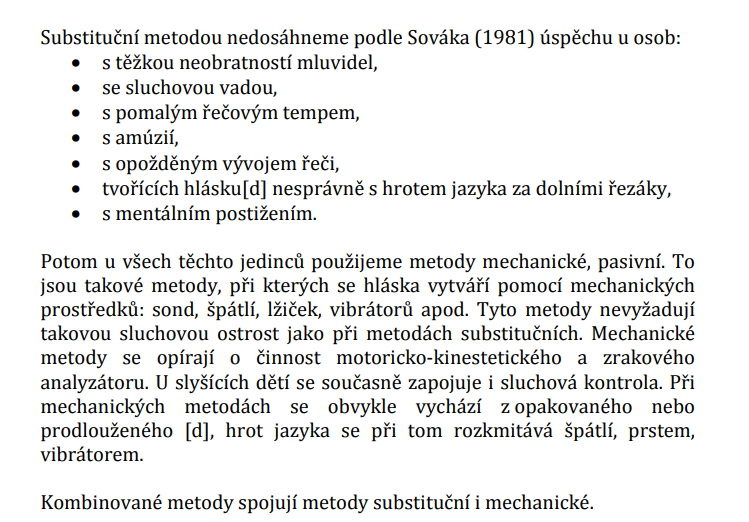 Substituční metodou nedosáhneme podle Sováka (1981) úspěchu u osob:
• s těžkou neobratností mluvidel,
• se sluchovou vadou,
• s pomalým řečovým tempem,
• s amúzií,
• s opožděným vývojem řeči,
• tvořících hlásku[d] nesprávně s hrotem jazyka za dolními řezáky,
• s mentálním postižením.
Potom u všech těchto jedinců použijeme metody mechanické, pasivní. To
jsou takové metody, při kterých se hláska vytváří pomocí mechanických
prostředků: sond, špátlí, lžiček, vibrátorů apod. Tyto metody nevyžadují
takovou sluchovou ostrost jako při metodách substitučních. Mechanické
metody se opírají o činnost motoricko-kinestetického a zrakového
analyzátoru. U slyšících dětí se současně zapojuje i sluchová kontrola. Při
mechanických metodách se obvykle vychází z opakovaného nebo
prodlouženého [d], hrot jazyka se při tom rozkmitává špátlí, prstem,
vibrátorem.
Kombinované metody spojují metody substituční i mechanické.